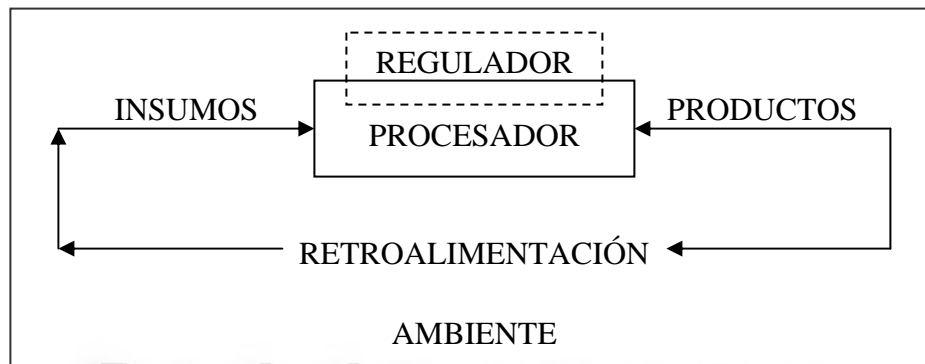 REGULADOR
INSUMOS
PRODUCTOS
PROCESADOR
RETROALIMENTACIÓN
AMBIENTE